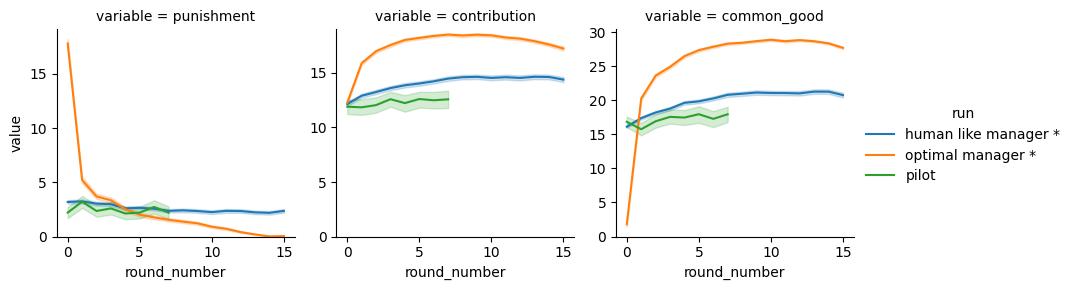 variable = punishment
variable = contribution
variable = common_good
value
15
10
5
0
0
5
10
15
round_number
15
10
5
0
0
5
10
15
round_number
30
25
20
15
10
5
0
0
5
10
15
round_number
run
human like manager *
optimal manager *
pilot